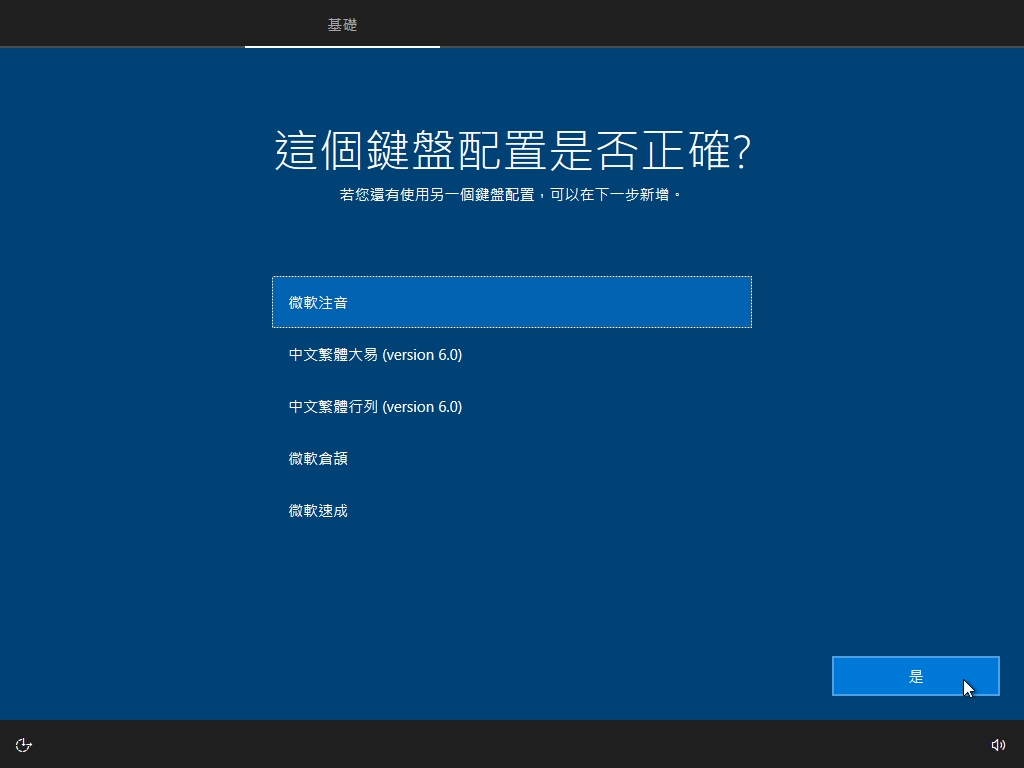 基礎
這個鍵盤配置是否正確?
若您還有使用另一個鍵盤配置，可以在下一步新增。
微軟注音
中文繁體大易 (version 6.0)
中文繁體行列 (version 6.0)
微軟倉頡
微軟速成
是